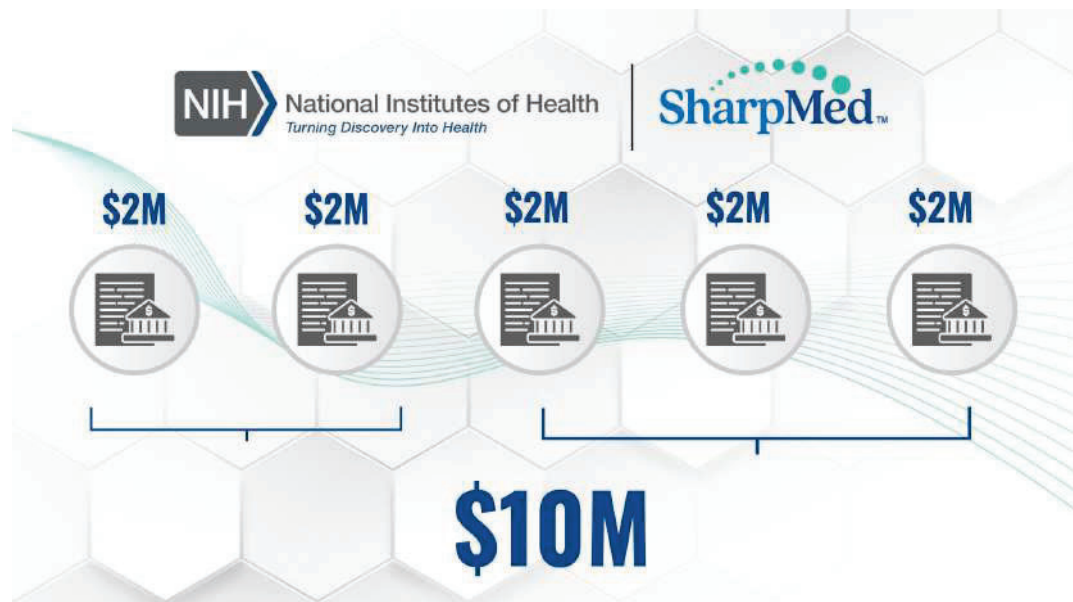 NIH National Institutes of Health
Turning Discovery Into Health
SharpMed™
$2M $2M $2M $2M $2M
$ $ $ $ $
$10M